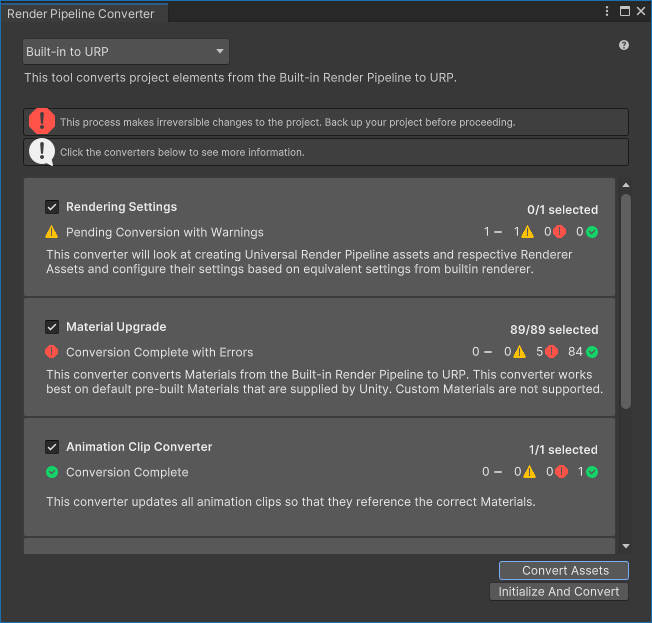 Render Pipeline Converter
Built-in to URP
This tool converts project elements from the Built-in Render Pipeline to URP.
This process makes irreversible changes to the project. Back up your project before proceeding.
Click the converters below to see more information.
Rendering Settings
0/1 selected
Pending Conversion with Warnings
1 – 1 0 0
This converter will look at creating Universal Render Pipeline assets and respective Renderer
Assets and configure their settings based on equivalent settings from builtin renderer.
Material Upgrade
89/89 selected
Conversion Complete with Errors
0 – 0 5 84
This converter converts Materials from the Built-in Render Pipeline to URP. This converter works
best on default pre-built Materials that are supplied by Unity. Custom Materials are not supported.
Animation Clip Converter
1/1 selected
Conversion Complete
0 – 0 0 1
This converter updates all animation clips so that they reference the correct Materials.
Convert Assets
Initialize And Convert